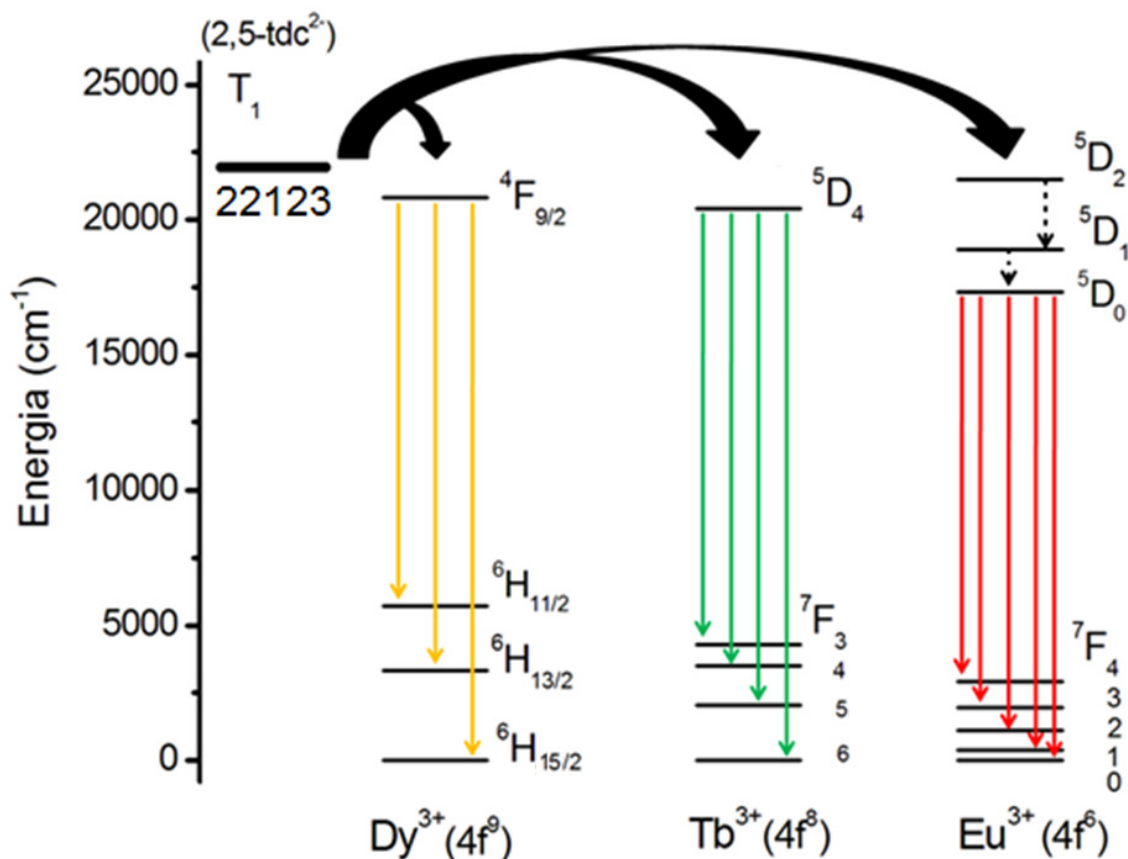 (2,5-tdc²⁻)
T₁
22123
Energia (cm⁻¹)
25000
20000
15000
10000
5000
0
⁴F₉/₂
⁶H₁₁/₂
⁶H₁₃/₂
⁶H₁₅/₂
Dy³⁺(4f⁹)
⁵D₄
⁷F₃
4
5
6
Tb³⁺(4f⁸)
⁵D₂
⁵D₁
⁵D₀
⁷F₄
3
2
1
0
Eu³⁺(4f⁶)